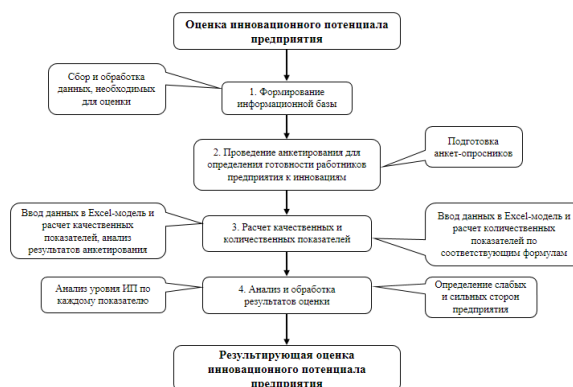 Оценка инновационного потенциала
предприятия
Сбор и обработка
данных, необходимых
для оценки
1. Формирование
информационной базы
2. Проведение анкетирования для
определения готовности работников
предприятия к инновациям
Подготовка
анкет-опросников
Ввод данных в Excel-модель и
расчет качественных
показателей, анализ
результатов анкетирования
3. Расчет качественных и
количественных показателей
Ввод данных в Excel-модель и
расчет количественных
показателей по
соответствующим формулам
Анализ уровня ИП по
каждому показателю
4. Анализ и обработка
результатов оценки
Определение слабых
и сильных сторон
предприятия
Результирующая оценка
инновационного потенциала
предприятия